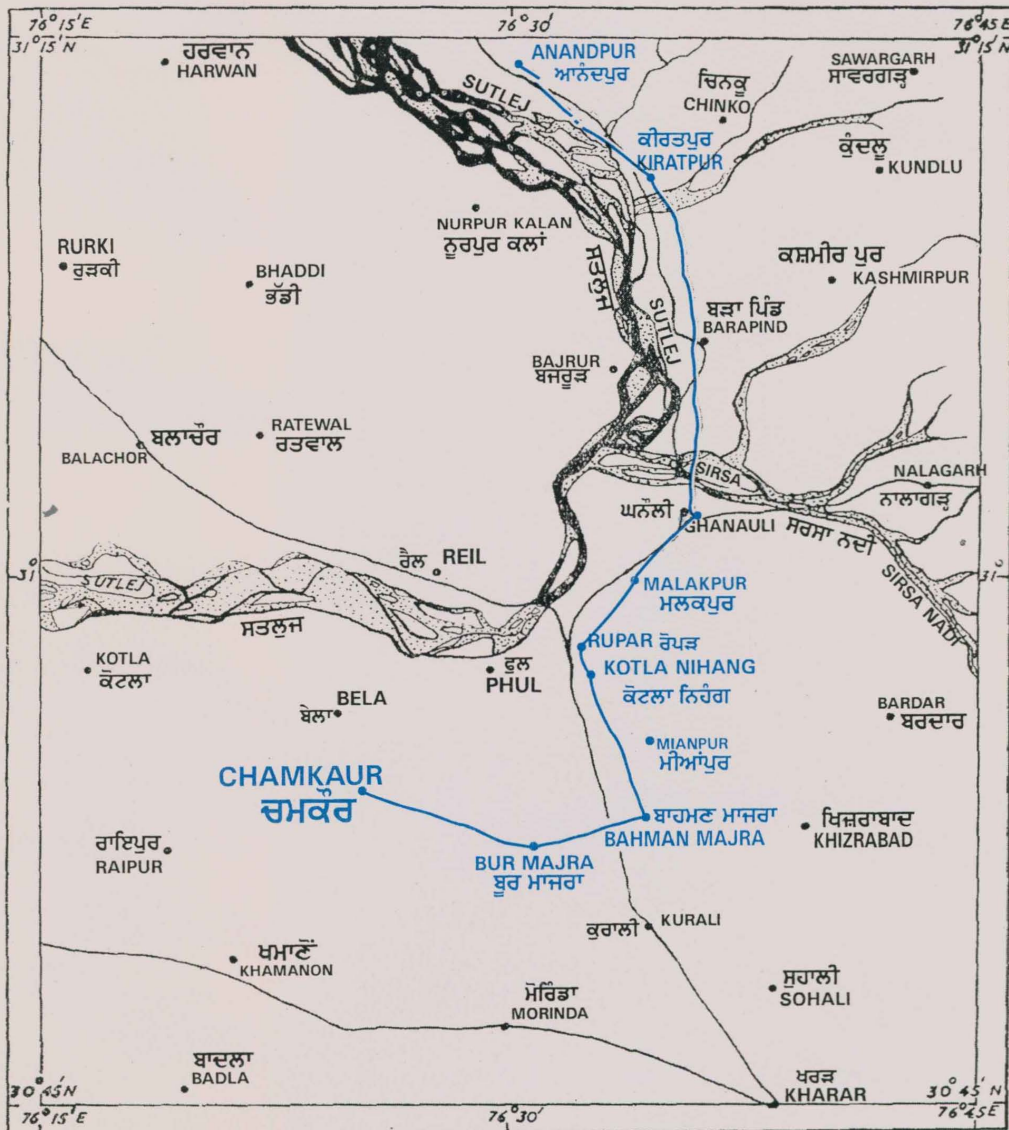 76°15'E
76°30'
76°45'E
31°15'N
31°15'N
ਹਰਵਾਨ
HARWAN
ANANDPUR
ਆਨੰਦਪੁਰ
SUTLEJ
ਚਿਨਕੂ
CHINKO
SAWARGARH
ਸਾਵਰਗੜ੍ਹ
ਕੀਰਤਪੁਰ
KIRATPUR
ਕੁੰਦਲੂ
KUNDLU
NURPUR KALAN
ਨੂਰਪੁਰ ਕਲਾਂ
RURKI
ਰੁੜਕੀ
BHADDI
ਭੱਡੀ
ਸਤਲੁਜ
SUTLEJ
ਕਸ਼ਮੀਰ ਪੁਰ
KASHMIRPUR
ਬੜਾ ਪਿੰਡ
BARAPIND
BAJRUR
ਬਜਰੂੜ
ਬਲਾਚੌਰ
BALACHOR
RATEWAL
ਰਤਵਾਲ
SIRSA
NALAGARH
ਨਾਲਾਗੜ੍ਹ
ਘਨੌਲੀ
GHANAULI
ਸਰਸਾ ਨਦੀ
SIRSA NADI
ਰੈਲ
REIL
31°
31°
SUTLEJ
ਸਤਲੁਜ
MALAKPUR
ਮਲਕਪੁਰ
KOTLA
ਕੋਟਲਾ
ਫੁਲ
PHUL
RUPAR ਰੋਪੜ
KOTLA NIHANG
ਕੋਟਲਾ ਨਿਹੰਗ
BELA
ਬੇਲਾ
BARDAR
ਬਰਦਾਰ
MIANPUR
ਮੀਆਂਪੁਰ
CHAMKAUR
ਚਮਕੌਰ
ਬਾਹਮਣ ਮਾਜਰਾ
BAHMAN MAJRA
ਖਿਜ਼ਰਾਬਾਦ
KHIZRABAD
ਰਾਇਪੁਰ
RAIPUR
BUR MAJRA
ਬੂਰ ਮਾਜਰਾ
ਕੁਰਾਲੀ
KURALI
ਖਮਾਣੋਂ
KHAMANON
ਮੋਰਿੰਡਾ
MORINDA
ਸੁਹਾਲੀ
SOHALI
ਬਾਦਲਾ
BADLA
ਖਰੜ
KHARAR
30°45'N
30°45'N
76°15'E
76°30'
76°45'E